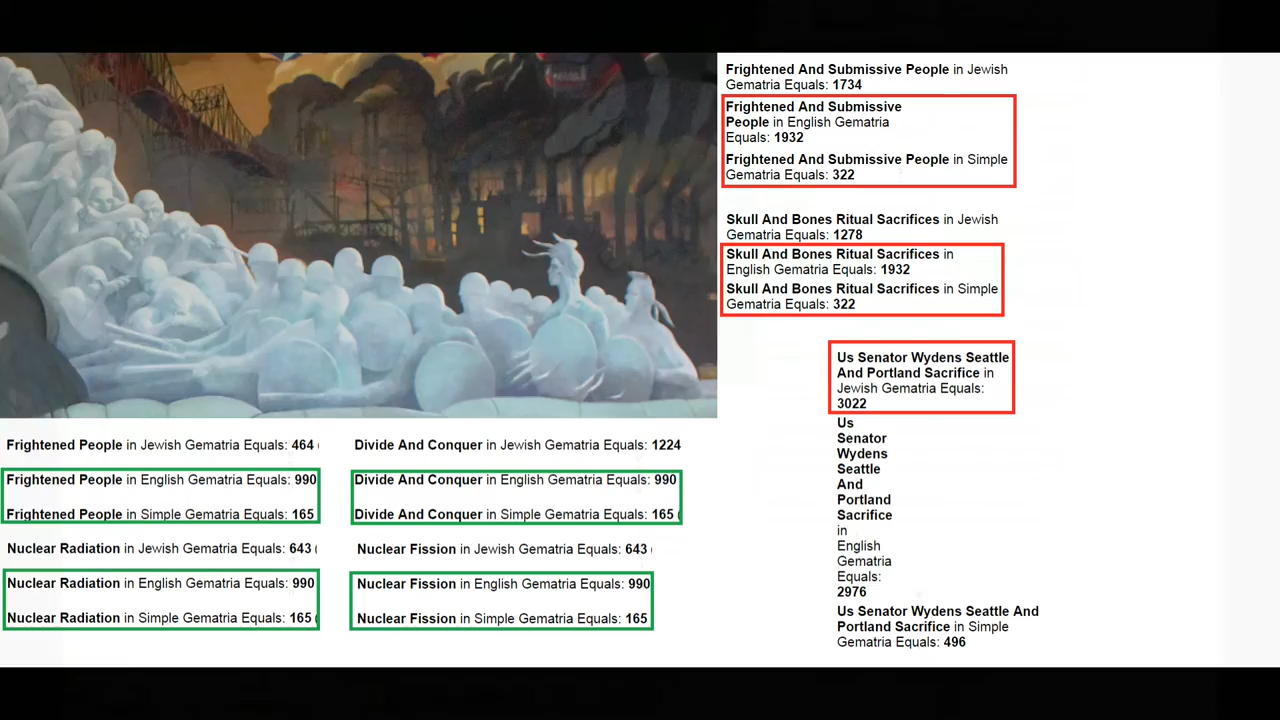 Frightened And Submissive People in Jewish
Gematria Equals: 1734
Frightened And Submissive
People in English Gematria
Equals: 1932
Frightened And Submissive People in Simple
Gematria Equals: 322
Skull And Bones Ritual Sacrifices in Jewish
Gematria Equals: 1278
Skull And Bones Ritual Sacrifices in
English Gematria Equals: 1932
Skull And Bones Ritual Sacrifices in Simple
Gematria Equals: 322
Us Senator Wydens Seattle
And Portland Sacrifice in
Jewish Gematria Equals:
3022
Us
Senator
Wydens
Seattle
And
Portland
Sacrifice
in
English
Gematria
Equals:
2976
Us Senator Wydens Seattle And
Portland Sacrifice in Simple
Gematria Equals: 496
Frightened People in Jewish Gematria Equals: 464 (
Frightened People in English Gematria Equals: 990
Frightened People in Simple Gematria Equals: 165
Nuclear Radiation in Jewish Gematria Equals: 643 (
Nuclear Radiation in English Gematria Equals: 990
Nuclear Radiation in Simple Gematria Equals: 165 (
Divide And Conquer in Jewish Gematria Equals: 1224
Divide And Conquer in English Gematria Equals: 990
Divide And Conquer in Simple Gematria Equals: 165 (
Nuclear Fission in Jewish Gematria Equals: 643 (
Nuclear Fission in English Gematria Equals: 990
Nuclear Fission in Simple Gematria Equals: 165